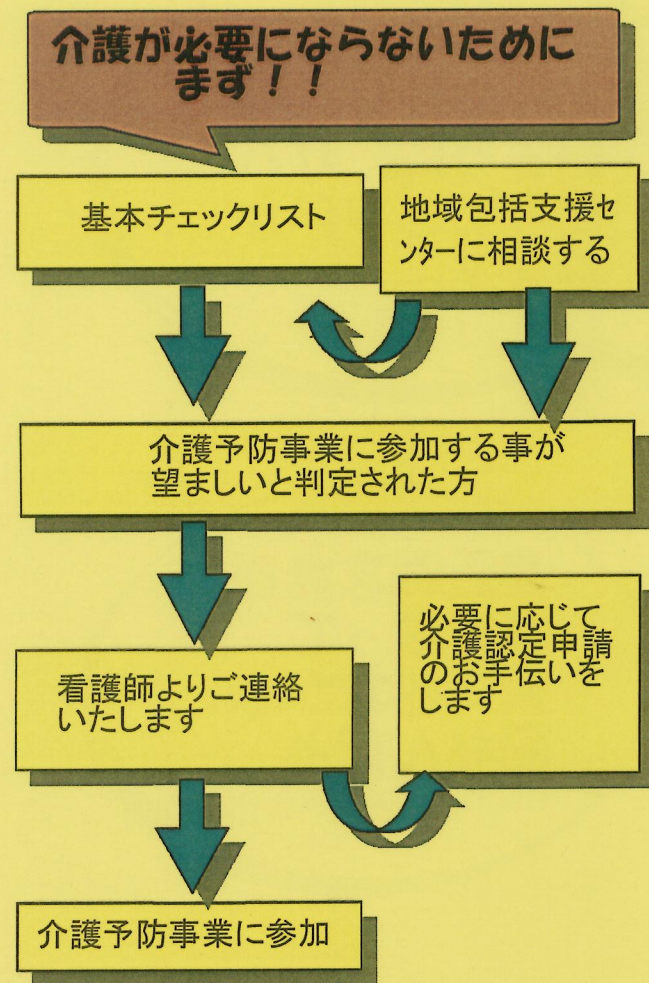 介護が必要にならないために
まず！！
基本チェックリスト
地域包括支援セ
ンターに相談する
介護予防事業に参加する事が
望ましいと判定された方
看護師よりご連絡
いたします
必要に応じて
介護認定申請
のお手伝いを
します
介護予防事業に参加